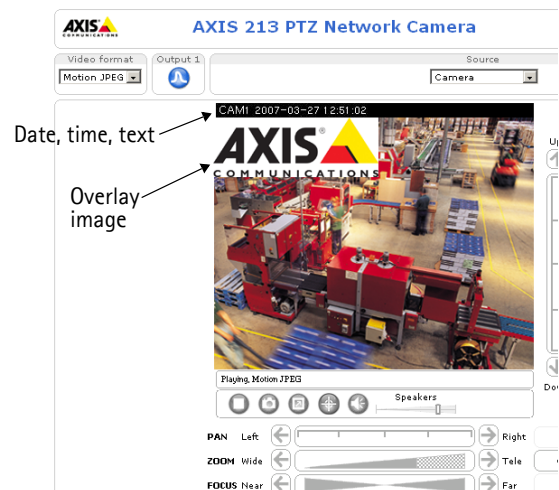 AXIS
COMMUNICATIONS
AXIS 213 PTZ Network Camera
Video format
Output 1
Source
Motion JPEG
Camera
CAM1 2007-03-27 12:51:02
Date, time, text
AXIS
COMMUNICATIONS
Overlay
image
Playing, Motion JPEG
Speakers
PAN Left Right
ZOOM Wide Tele
FOCUS Near Far